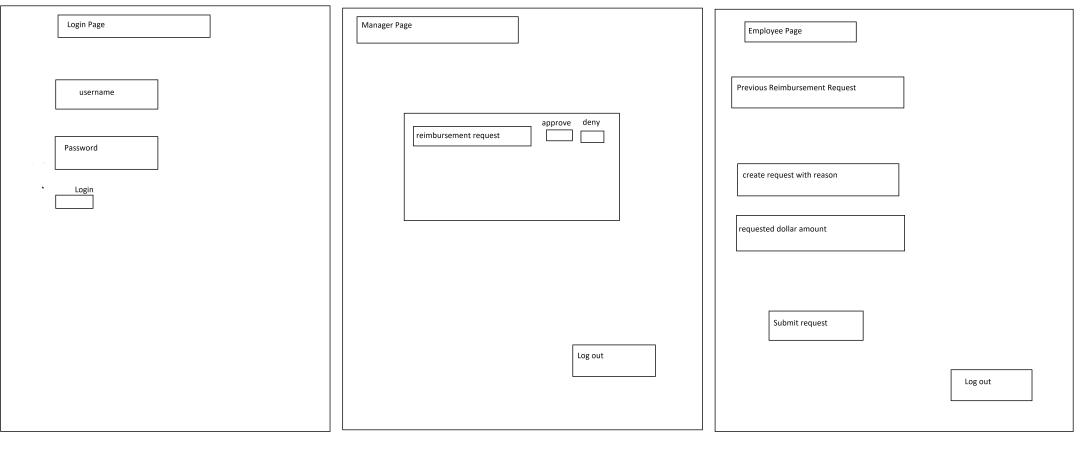 Login Page
username
Password
Login
Manager Page
approve deny
reimbursement request
Log out
Employee Page
Previous Reimbursement Request
create request with reason
requested dollar amount
Submit request
Log out